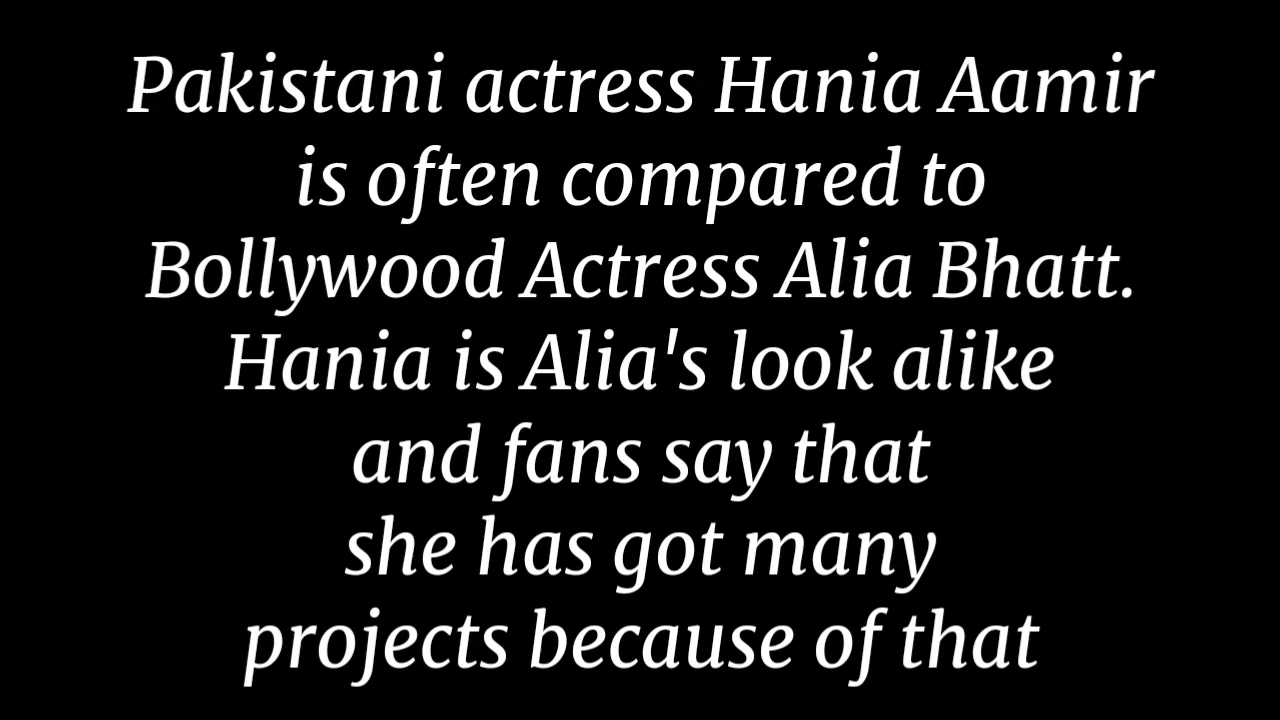 Pakistani actress Hania Aamir
is often compared to
Bollywood Actress Alia Bhatt.
Hania is Alia's look alike
and fans say that
she has got many
projects because of that